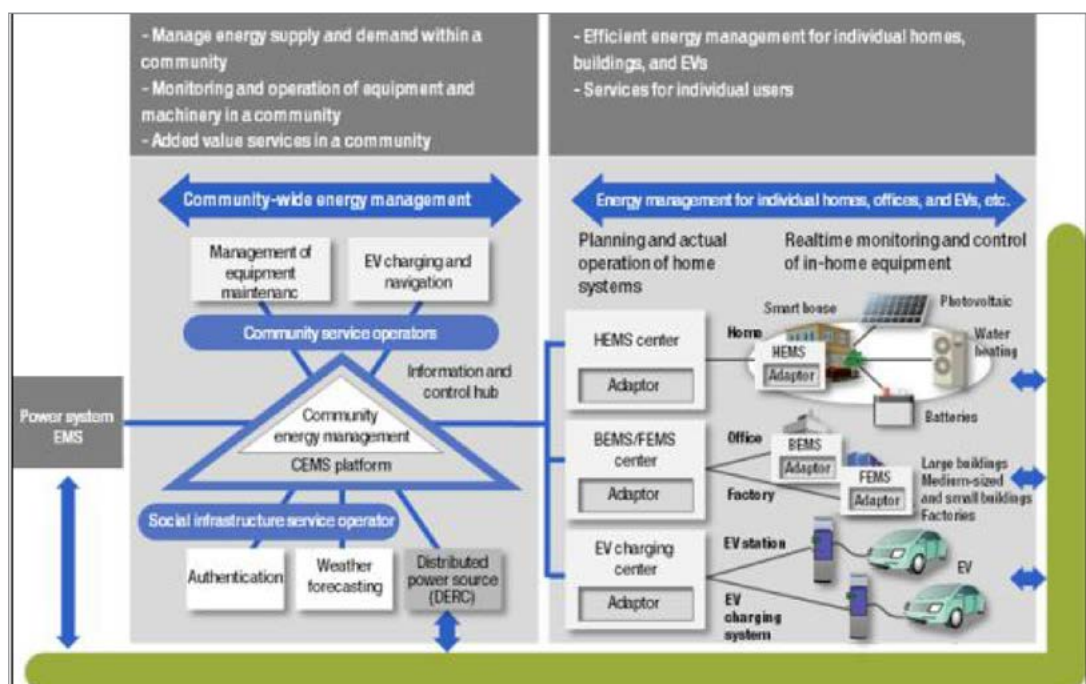 - Manage energy supply and demand within a
community
- Monitoring and operation of equipment and
machinery in a community
- Added value services in a community
- Efficient energy management for individual homes,
buildings, and EVs
- Services for individual users
Community-wide energy management
Energy management for individual homes, offices, and EVs, etc.
Management of
equipment
maintenanc
EV charging and
navigation
Community service operators
Information and
control hub
Power system
EMS
Community
energy management
CEMS platform
Social infrastructure service operator
Authentication
Weather
forecasting
Distributed
power source
(DERC)
Planning and actual
operation of home
systems
Realtime monitoring and control
of in-home equipment
HEMS center
Adaptor
Home
Smart house
Photovoltaic
HEMS
Adaptor
Water
heating
Batteries
BEMS/FEMS
center
Adaptor
Office
BEMS
Adaptor
Factory
FEMS
Adaptor
Large buildings
Medium-sized
and small buildings
Factories
EV charging
center
Adaptor
EV station
EV
EV
charging
system